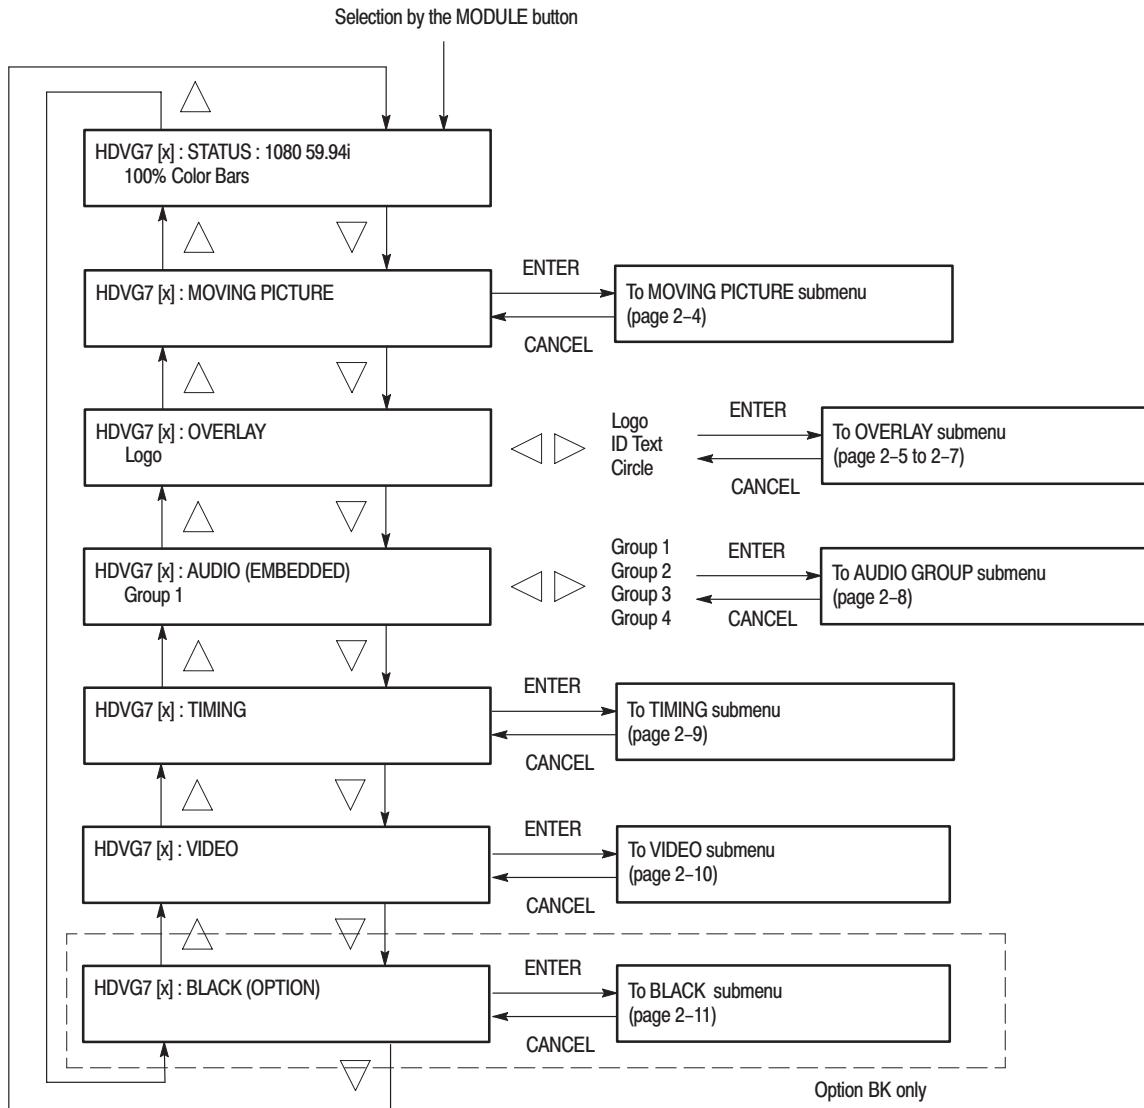 Selection by the MODULE button
HDVG7 [x] : STATUS : 1080 59.94i
100% Color Bars
HDVG7 [x] : MOVING PICTURE
ENTER
CANCEL
To MOVING PICTURE submenu
(page 2–4)
HDVG7 [x] : OVERLAY
Logo
Logo
ID Text
Circle
ENTER
CANCEL
To OVERLAY submenu
(page 2–5 to 2–7)
HDVG7 [x] : AUDIO (EMBEDDED)
Group 1
Group 1
Group 2
Group 3
Group 4
ENTER
CANCEL
To AUDIO GROUP submenu
(page 2–8)
HDVG7 [x] : TIMING
ENTER
CANCEL
To TIMING submenu
(page 2–9)
HDVG7 [x] : VIDEO
ENTER
CANCEL
To VIDEO submenu
(page 2–10)
HDVG7 [x] : BLACK (OPTION)
ENTER
CANCEL
To BLACK submenu
(page 2–11)
Option BK only